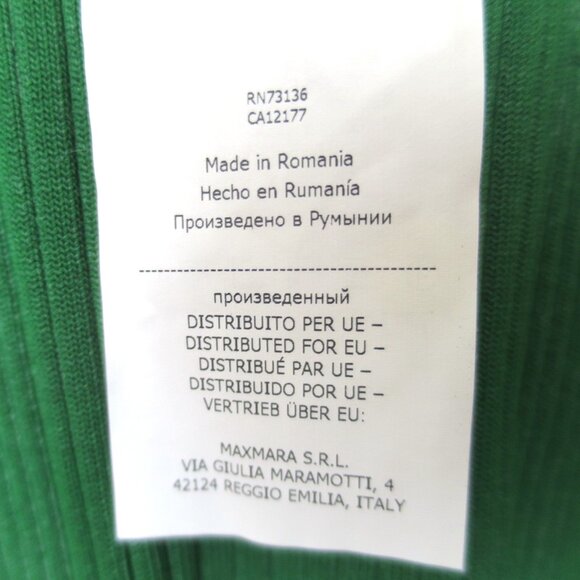 RN73136
CA12177
Made in Romania
Hecho en Rumanía
Произведено в Румынии
произведенный
DISTRIBUITO PER UE –
DISTRIBUTED FOR EU –
DISTRIBUÉ PAR UE –
DISTRIBUIDO POR UE –
VERTRIEB ÜBER EU:
MAXMARA S.R.L.
VIA GIULIA MARAMOTTI, 4
42124 REGGIO EMILIA, ITALY